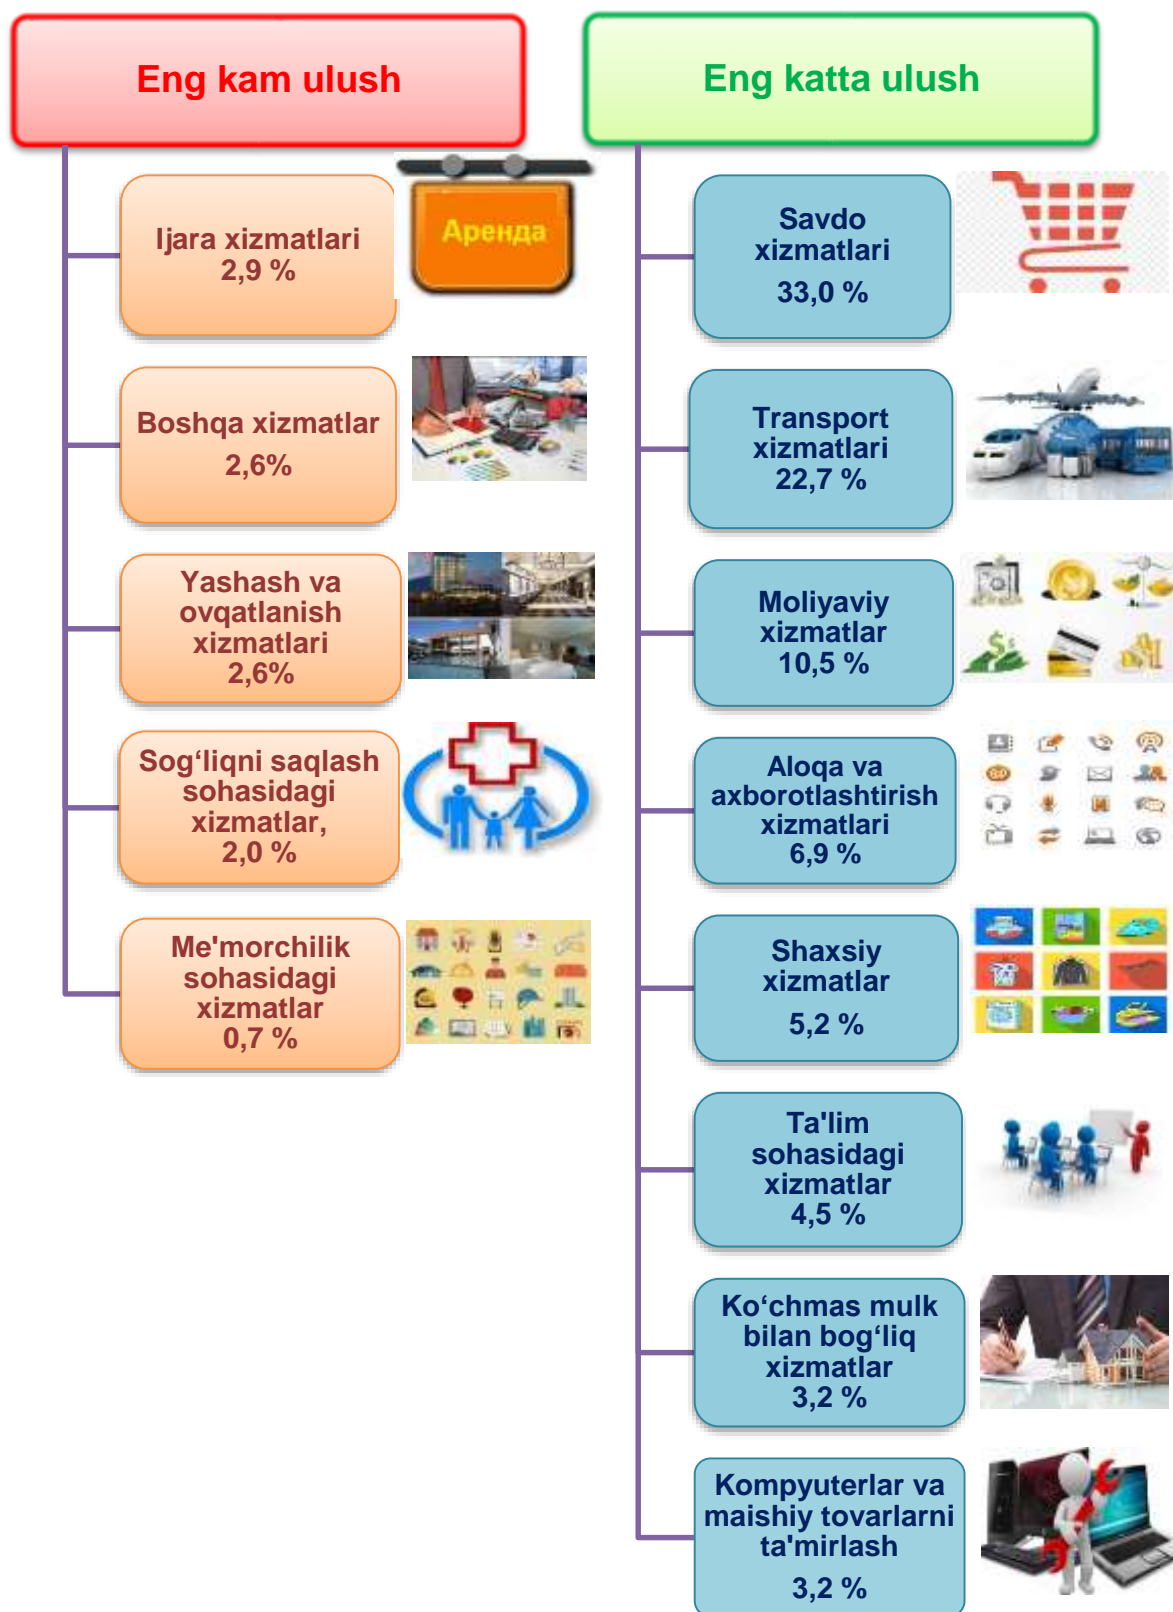 Eng kam ulush
Ijara xizmatlari
2,9 %
Аренда
Boshqa xizmatlar
2,6%
Yashash va
ovqatlanish
xizmatlari
2,6%
Sog‘liqni saqlash
sohasidagi
xizmatlar,
2,0 %
Me'morchilik
sohasidagi
xizmatlar
0,7 %
Eng katta ulush
Savdo
xizmatlari
33,0 %
Transport
xizmatlari
22,7 %
Moliyaviy
xizmatlar
10,5 %
Aloqa va
axborotlashtirish
xizmatlari
6,9 %
Shaxsiy
xizmatlar
5,2 %
Ta'lim
sohasidagi
xizmatlar
4,5 %
Ko‘chmas mulk
bilan bog‘liq
xizmatlar
3,2 %
Kompyuterlar va
maishiy tovarlarni
ta'mirlash
3,2 %